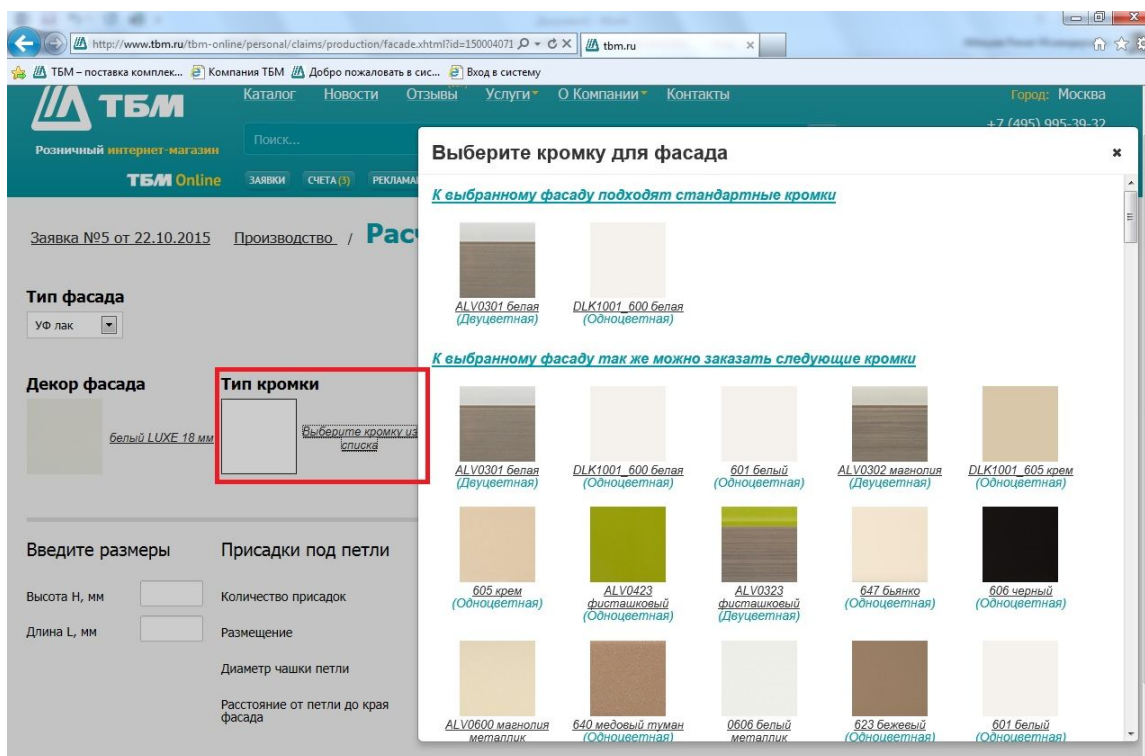 http://www.tbm.ru/tbm-online/personal/claims/production/facade.xhtml?id=150004071
tbm.ru
ТБМ – поставка комплек... Компания ТБМ Добро пожаловать в сис... Вход в систему
Каталог Новости Отзывы Услуги О Компании Контакты
Город: Москва
ТБМ
+7 (495) 995-39-32
Розничный интернет-магазин
Поиск...
ТБМ Online
ЗАЯВКИ СЧЕТА (3) РЕКЛАМА
Выберите кромку для фасада
К выбранному фасаду подходят стандартные кромки
Заявка №5 от 22.10.2015 Производство / Рас
ALV0301 белая
(Двуцветная)
DLK1001_600 белая
(Одноцветная)
Тип фасада
УФ лак
К выбранному фасаду так же можно заказать следующие кромки
Декор фасада
белый LUXE 18 мм
Тип кромки
Выберите кромку из
списка
ALV0301 белая
(Двуцветная)
DLK1001_600 белая
(Одноцветная)
601 белый
(Одноцветная)
ALV0302 магнолия
(Двуцветная)
DLK1001_605 крем
(Одноцветная)
605 крем
(Одноцветная)
ALV0423
фисташковый
(Одноцветная)
ALV0323
фисташковый
(Двуцветная)
647 бьянко
(Одноцветная)
606 черный
(Одноцветная)
Введите размеры
Высота H, мм
Длина L, мм
Присадки под петли
Количество присадок
Размещение
Диаметр чашки петли
Расстояние от петли до края
фасада
ALV0600 магнолия
металлик
640 медовый туман
(Одноцветная)
0606 белый
металлик
623 бежевый
(Одноцветная)
601 белый
(Одноцветная)